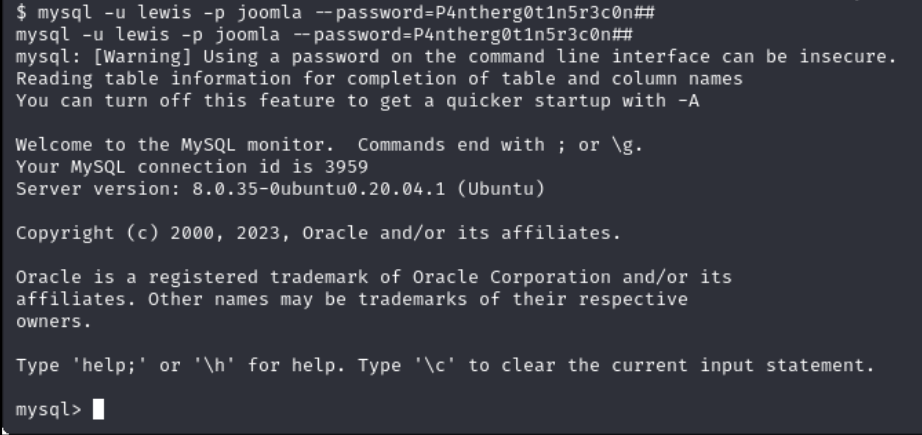 $ mysql -u lewis -p joomla --password=P4ntherg0t1n5r3c0n##
mysql -u lewis -p joomla --password=P4ntherg0t1n5r3c0n##
mysql: [Warning] Using a password on the command line interface can be insecure.
Reading table information for completion of table and column names
You can turn off this feature to get a quicker startup with -A
Welcome to the MySQL monitor.  Commands end with ; or \g.
Your MySQL connection id is 3959
Server version: 8.0.35-0ubuntu0.20.04.1 (Ubuntu)
Copyright (c) 2000, 2023, Oracle and/or its affiliates.
Oracle is a registered trademark of Oracle Corporation and/or its
affiliates. Other names may be trademarks of their respective
owners.
Type 'help;' or '\h' for help. Type '\c' to clear the current input statement.
mysql>